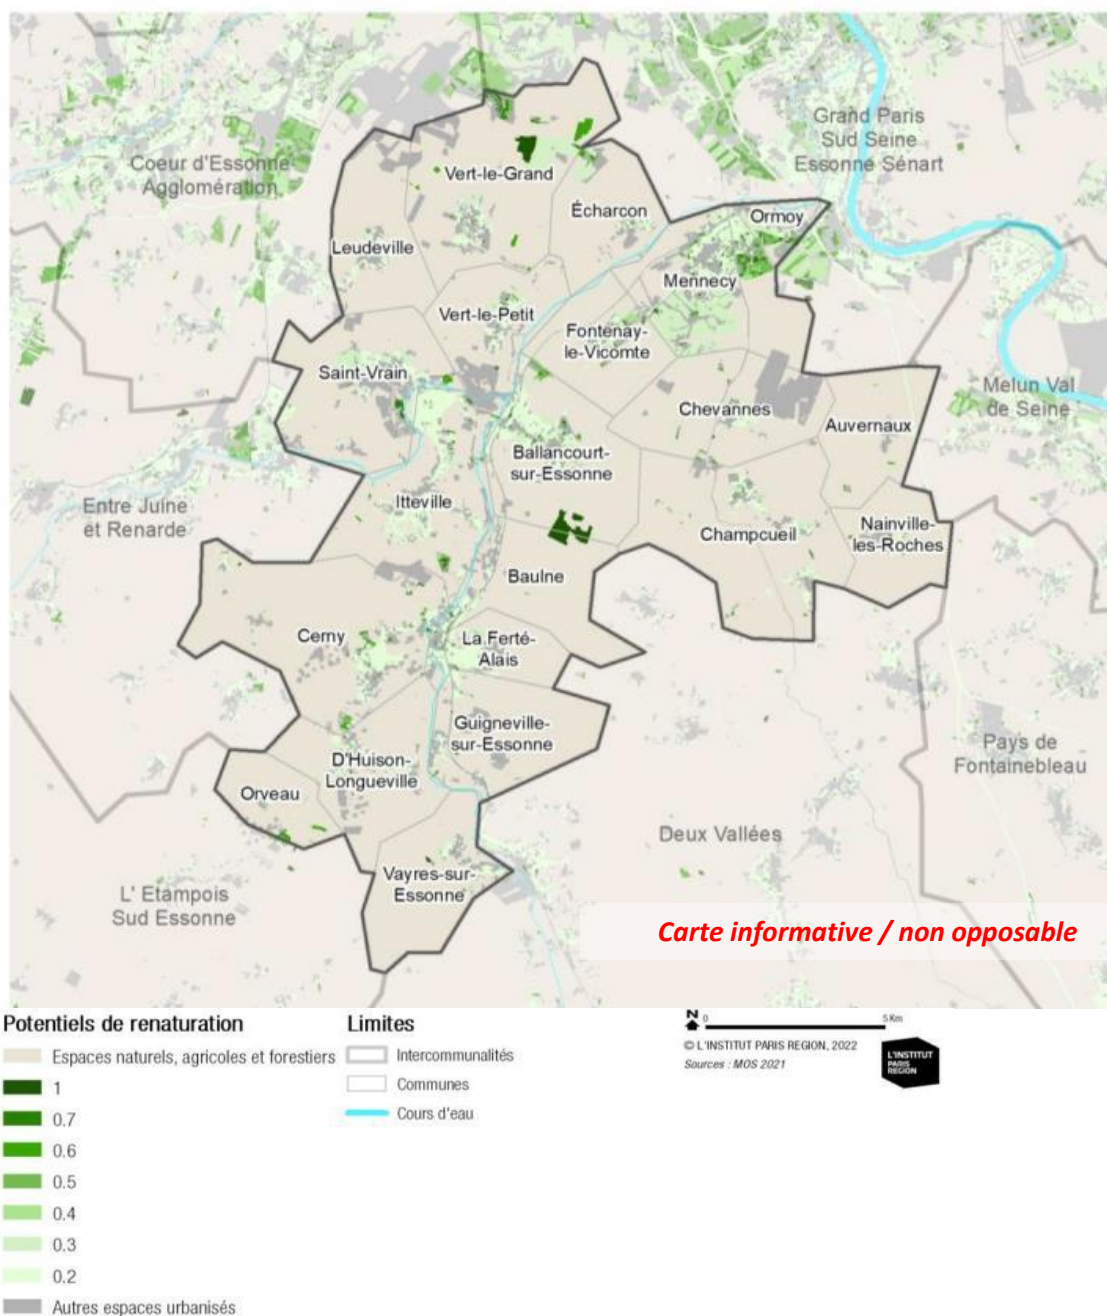 Grand Paris
Sud Seine
Essonne Sénart
Coeur d'Essonne
Agglomération
Vert-le-Grand
Écharcon
Ormoy
Leudeville
Mennecy
Vert-le-Petit
Fontenay-
le-Vicomte
Saint-Vrain
Melun Val
de Seine
Chevannes
Auvernaux
Ballancourt-
sur-Essonne
Entre Juine
et Renarde
Itteville
Champcueil
Nainville-
les-Roches
Baulne
Cerny
La Ferté-
Alais
Guigneville-
sur-Essonne
Pays de
Fontainebleau
D'Huison-
Longueville
Orveau
Deux Vallées
Vayres-sur-
Essonne
L' Etampois
Sud Essonne
Carte informative / non opposable
Potentiels de renaturation
Espaces naturels, agricoles et forestiers
1
0.7
0.6
0.5
0.4
0.3
0.2
Autres espaces urbanisés
Limites
Intercommunalités
Communes
Cours d'eau
N
0 5 Km
© L'INSTITUT PARIS REGION, 2022
Sources : MOS 2021
L'INSTITUT
PARIS
REGION